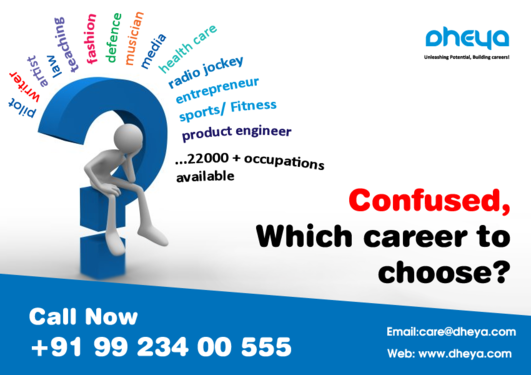 DHEYA
Unleashing Potential, Building careers!
pilot
writer
artist
law
teaching
fashion
defence
musician
media
health care
radio jockey
entrepreneur
sports/ Fitness
product engineer
...22000 + occupations
available
Confused,
Which career to
choose?
Call Now
+91 99 234 00 555
Email:care@dheya.com
Web: www.dheya.com